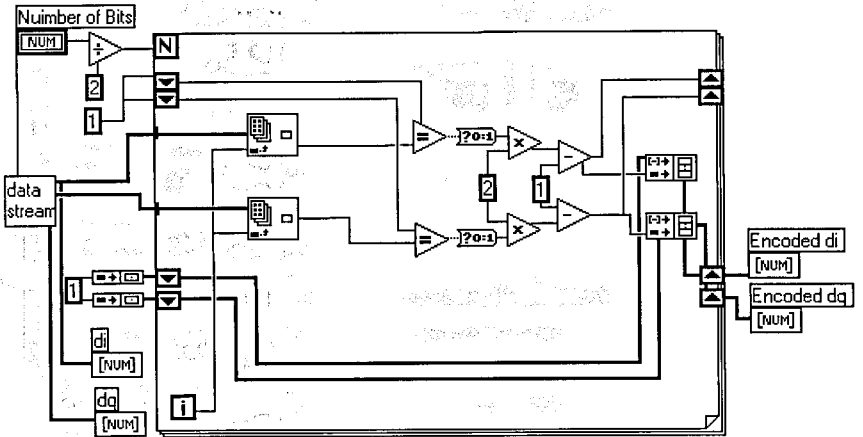 Nuimber of Bits
NUM
÷
N
2
1
=
?0:1
×
−
data
stream
2
1
=
?0:1
×
−
Encoded di
[NUM]
Encoded dq
[NUM]
1
di
[NUM]
dq
[NUM]
i